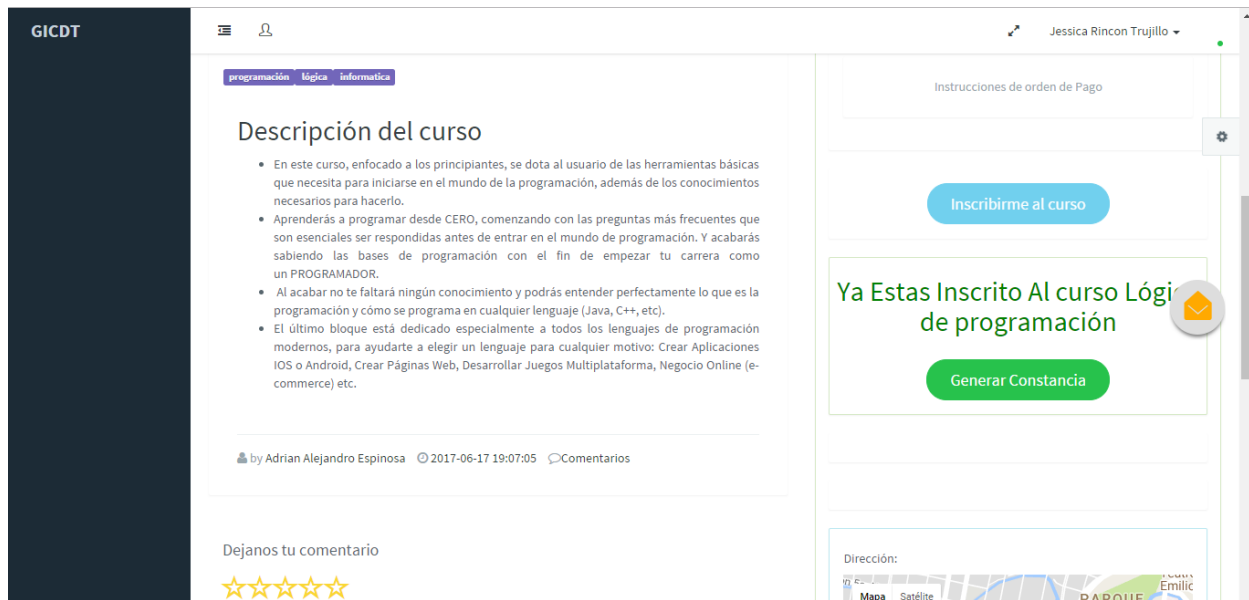 GICDT
Jessica Rincon Trujillo
programación lógica informatica
Descripción del curso
En este curso, enfocado a los principiantes, se dota al usuario de las herramientas básicas
que necesita para iniciarse en el mundo de la programación, además de los conocimientos
necesarios para hacerlo.
Aprenderás a programar desde CERO, comenzando con las preguntas más frecuentes que
son esenciales ser respondidas antes de entrar en el mundo de programación. Y acabarás
sabiendo las bases de programación con el fin de empezar tu carrera como
un PROGRAMADOR.
Al acabar no te faltará ningún conocimiento y podrás entender perfectamente lo que es la
programación y cómo se programa en cualquier lenguaje (Java, C++, etc).
El último bloque está dedicado especialmente a todos los lenguajes de programación
modernos, para ayudarte a elegir un lenguaje para cualquier motivo: Crear Aplicaciones
IOS o Android, Crear Páginas Web, Desarrollar Juegos Multiplataforma, Negocio Online (e-
commerce) etc.
by Adrian Alejandro Espinosa 2017-06-17 19:07:05 Comentarios
Dejanos tu comentario
Instrucciones de orden de Pago
Inscribirme al curso
Ya Estas Inscrito Al curso Lógi
de programación
Generar Constancia
Dirección:
Mapa Satélite
PARQUE
Emilio